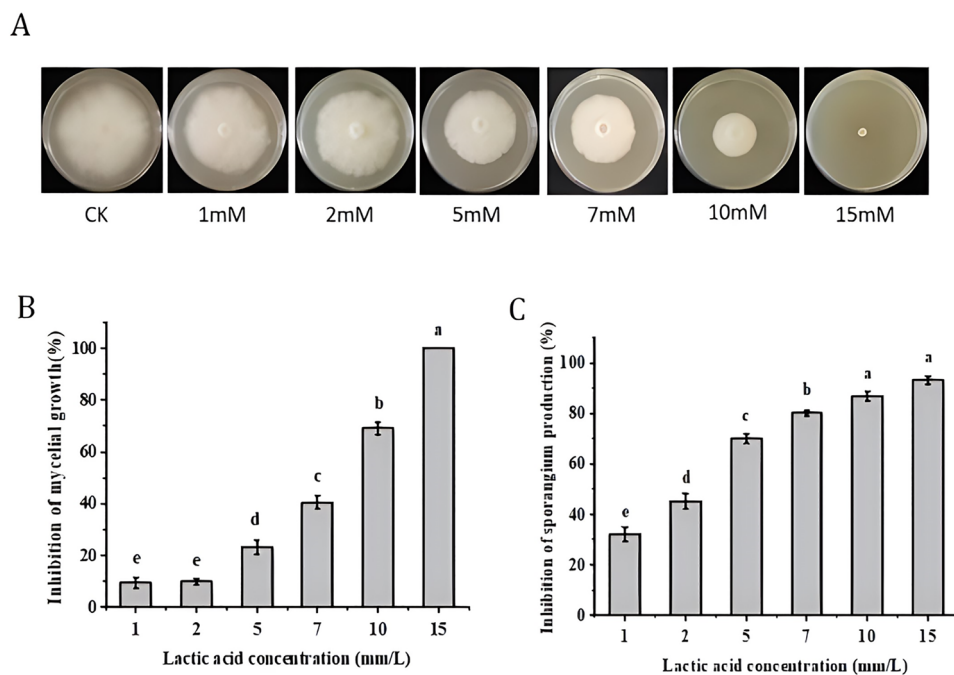 A
CK 1mM 2mM 5mM 7mM 10mM 15mM
B
Inhibition of mycelial growth(%)
100
80
60
40
20
0
e e d c b a
1 2 5 7 10 15
Lactic acid concentration (mm/L)
C
Inhibition of sporangium production (%)
100
80
60
40
20
0
e d c b a a
1 2 5 7 10 15
Lactic acid concentration (mm/L)